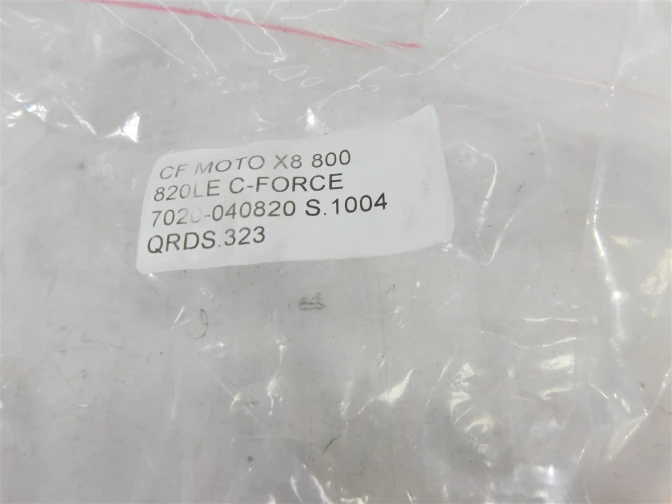 CF MOTO X8 800
820LE C-FORCE
7020-040820 S.1004
QRDS.323